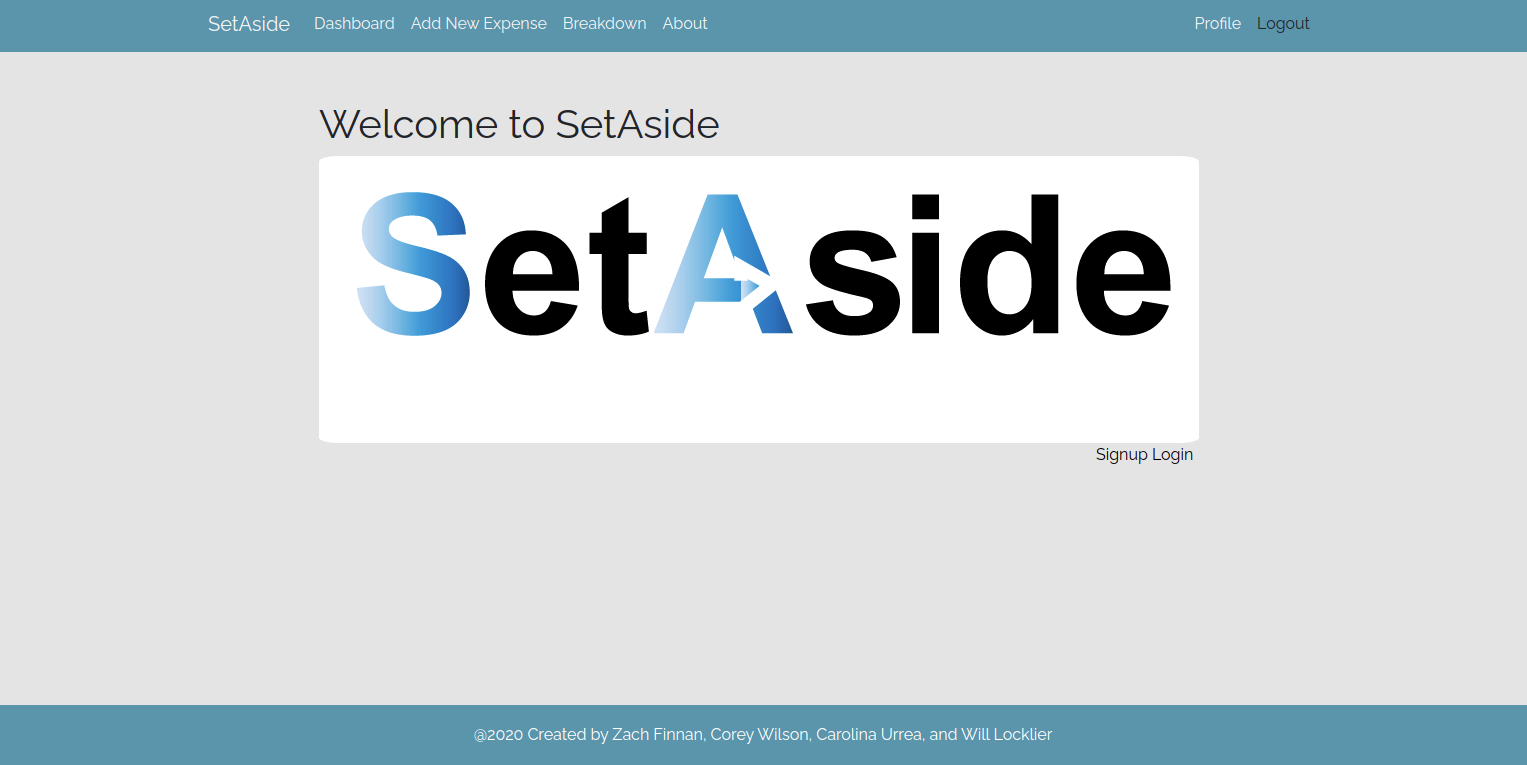 SetAside Dashboard Add New Expense Breakdown About Profile Logout
Welcome to SetAside
SetAside
Signup Login
@2020 Created by Zach Finnan, Corey Wilson, Carolina Urrea, and Will Locklier